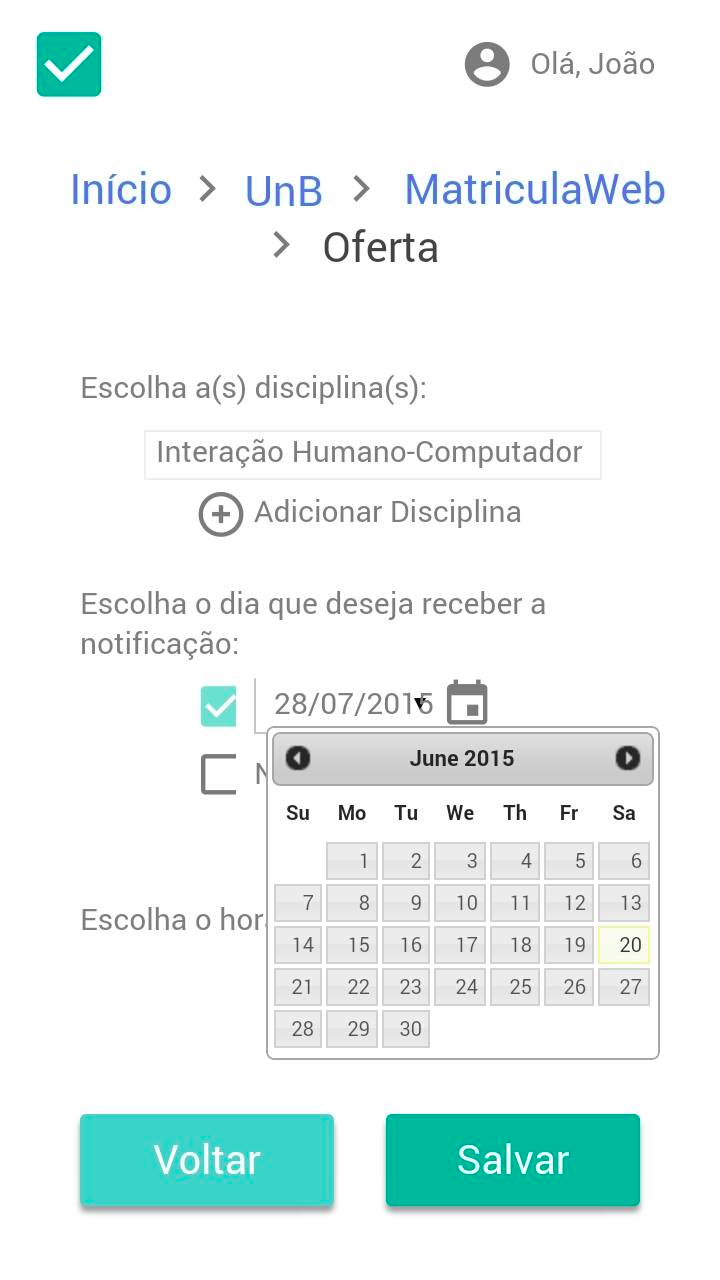 Olá, João
Início > UnB > MatriculaWeb
> Oferta
Escolha a(s) disciplina(s):
Interação Humano-Computador
Adicionar Disciplina
Escolha o dia que deseja receber a
notificação:
28/07/2015
June 2015
Su Mo Tu We Th Fr Sa
1 2 3 4 5 6
7 8 9 10 11 12 13
14 15 16 17 18 19 20
21 22 23 24 25 26 27
28 29 30
Escolha o
Voltar Salvar